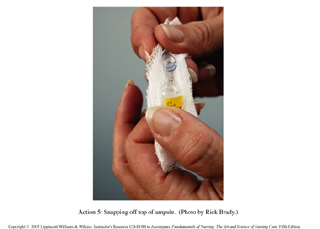 Action 5: Snapping off top of ampule. (Photo by Rick Brady.)
Copyright © 2005 Lippincott Williams & Wilkins. Instructor's Resource CD-ROM to Accompany Fundamentals of Nursing: The Art and Science of Nursing Care, Fifth Edition.